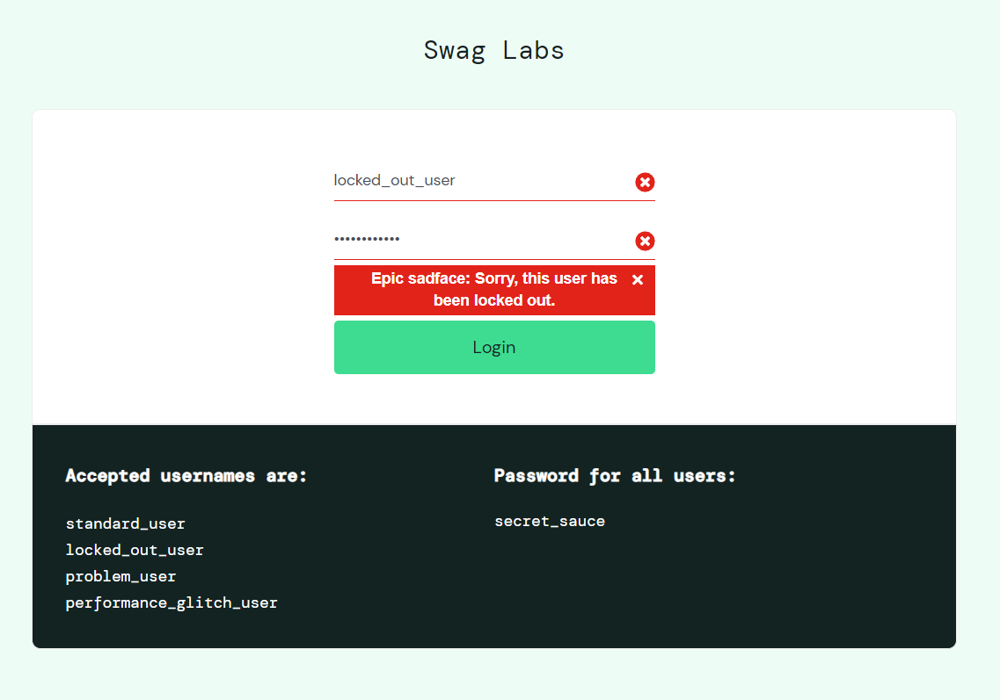 Swag Labs
locked_out_user
••••••••••••
Epic sadface: Sorry, this user has
been locked out.
Login
Accepted usernames are:
standard_user
locked_out_user
problem_user
performance_glitch_user
Password for all users:
secret_sauce